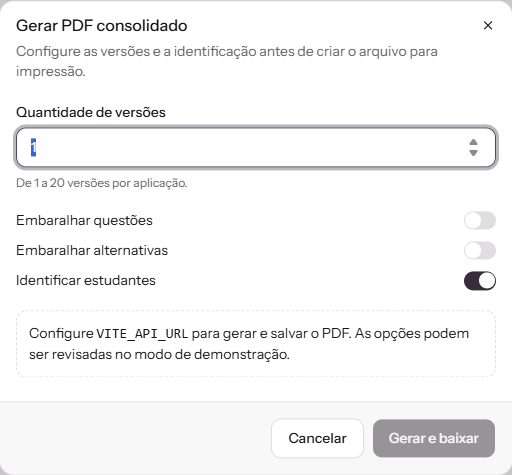 Gerar PDF consolidado
Configure as versões e a identificação antes de criar o arquivo para
impressão.
Quantidade de versões
1
De 1 a 20 versões por aplicação.
Embaralhar questões
Embaralhar alternativas
Identificar estudantes
Configure VITE_API_URL para gerar e salvar o PDF. As opções podem
ser revisadas no modo de demonstração.
Cancelar
Gerar e baixar